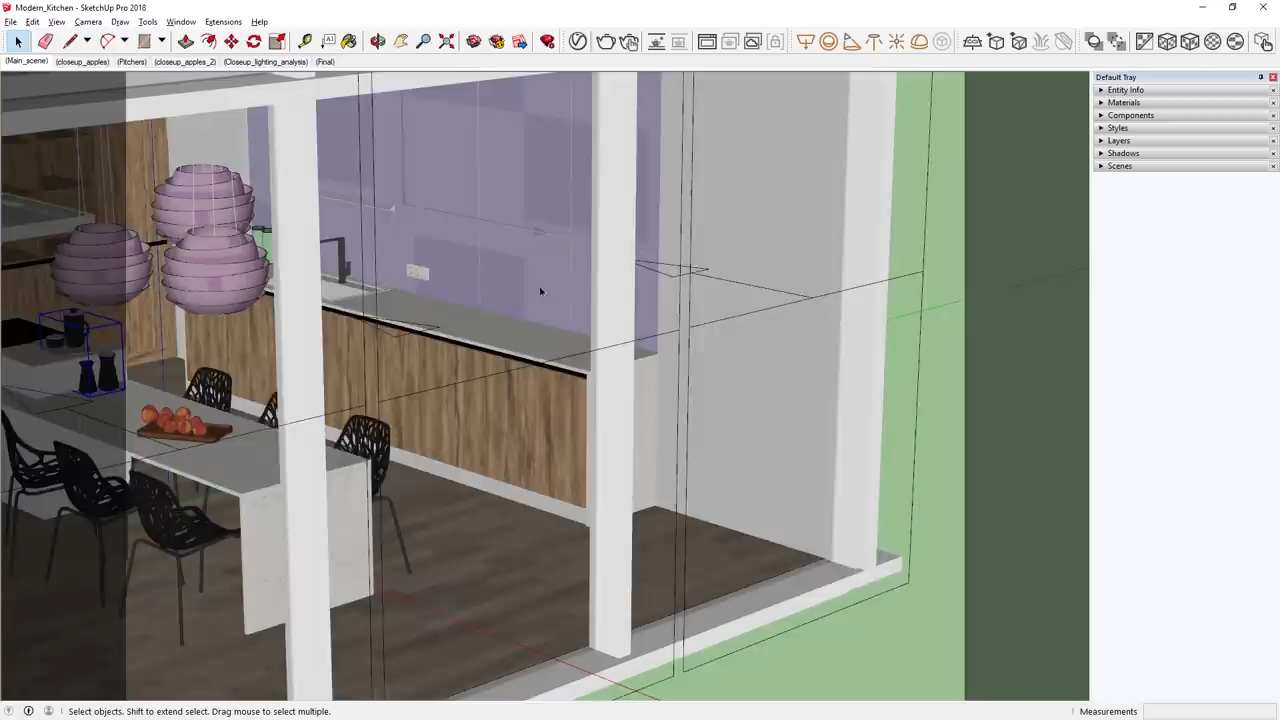 Modern_Kitchen - SketchUp Pro 2018
File Edit View Camera Draw Tools Window Extensions Help
(Main_scene) (closeup_apples) (Pitchers) (closeup_apples_2) (Closeup_lighting_analysis) (Final)
Default Tray
Entity Info
Materials
Components
Styles
Layers
Shadows
Scenes
Select objects. Shift to extend select. Drag mouse to select multiple.
Measurements